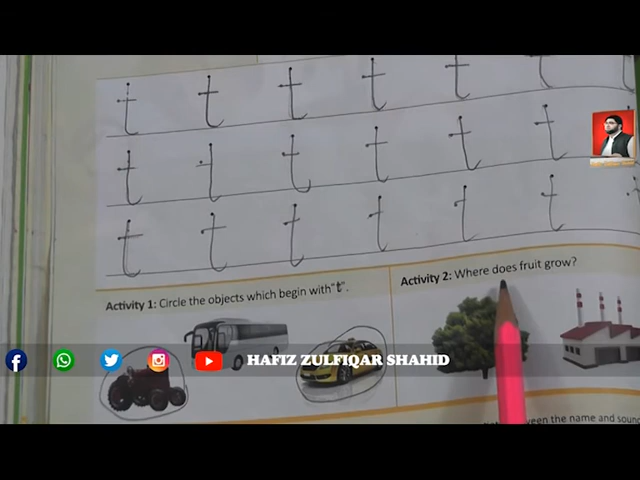 t t t t t t
t t t t t t
t t t t t t
Activity 1: Circle the objects which begin with "t".
Activity 2: Where does fruit grow?
HAFIZ ZULFIQAR SHAHID
the name and